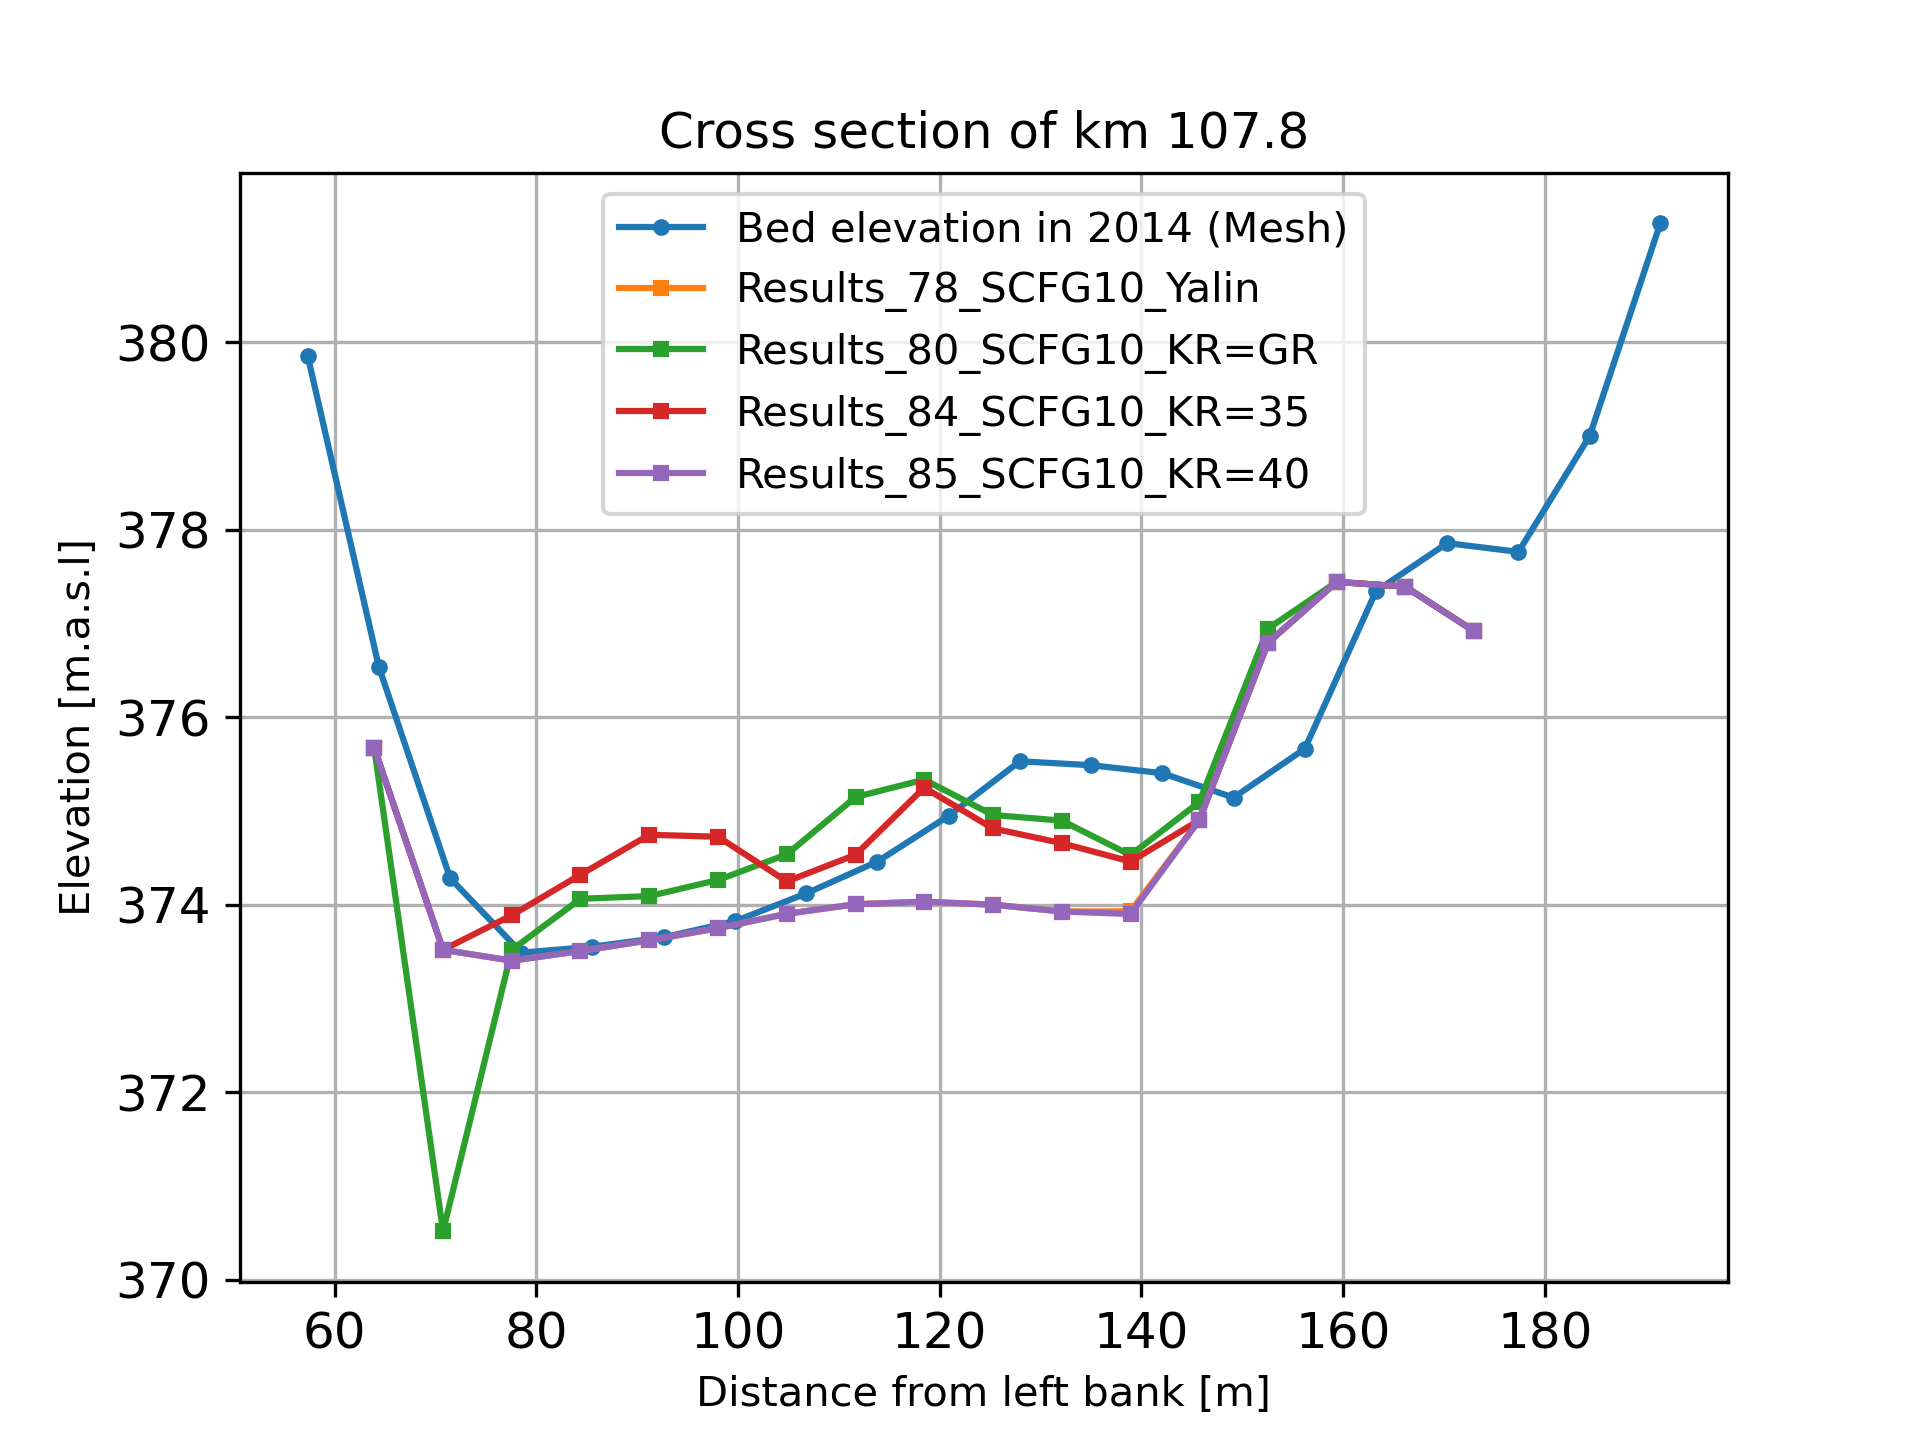 Cross section of km 107.8
Bed elevation in 2014 (Mesh)
Results_78_SCFG10_Yalin
Results_80_SCFG10_KR=GR
Results_84_SCFG10_KR=35
Results_85_SCFG10_KR=40
Elevation [m.a.s.l]
380
378
376
374
372
370
60 80 100 120 140 160 180
Distance from left bank [m]